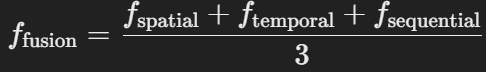 f_fusion = (f_spatial + f_temporal + f_sequential) / 3